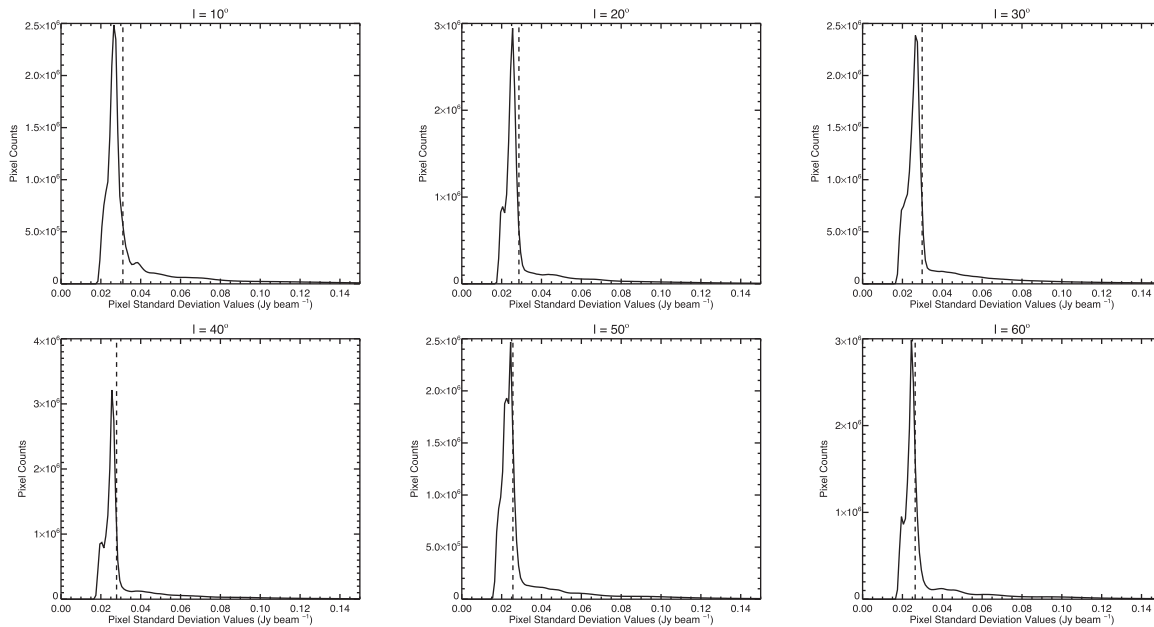 l = 10°
2.5×10⁶
2.0×10⁶
1.5×10⁶
1.0×10⁶
5.0×10⁵
0
Pixel Counts
0.00 0.02 0.04 0.06 0.08 0.10 0.12 0.14
Pixel Standard Deviation Values (Jy beam ⁻¹)
l = 20°
3×10⁶
2×10⁶
1×10⁶
0
Pixel Counts
0.00 0.02 0.04 0.06 0.08 0.10 0.12 0.14
Pixel Standard Deviation Values (Jy beam ⁻¹)
l = 30°
2.5×10⁶
2.0×10⁶
1.5×10⁶
1.0×10⁶
5.0×10⁵
0
Pixel Counts
0.00 0.02 0.04 0.06 0.08 0.10 0.12 0.14
Pixel Standard Deviation Values (Jy beam ⁻¹)
l = 40°
4×10⁶
3×10⁶
2×10⁶
1×10⁶
0
Pixel Counts
0.00 0.02 0.04 0.06 0.08 0.10 0.12 0.14
Pixel Standard Deviation Values (Jy beam ⁻¹)
l = 50°
2.5×10⁶
2.0×10⁶
1.5×10⁶
1.0×10⁶
5.0×10⁵
0
Pixel Counts
0.00 0.02 0.04 0.06 0.08 0.10 0.12 0.14
Pixel Standard Deviation Values (Jy beam ⁻¹)
l = 60°
3×10⁶
2×10⁶
1×10⁶
0
Pixel Counts
0.00 0.02 0.04 0.06 0.08 0.10 0.12 0.14
Pixel Standard Deviation Values (Jy beam ⁻¹)